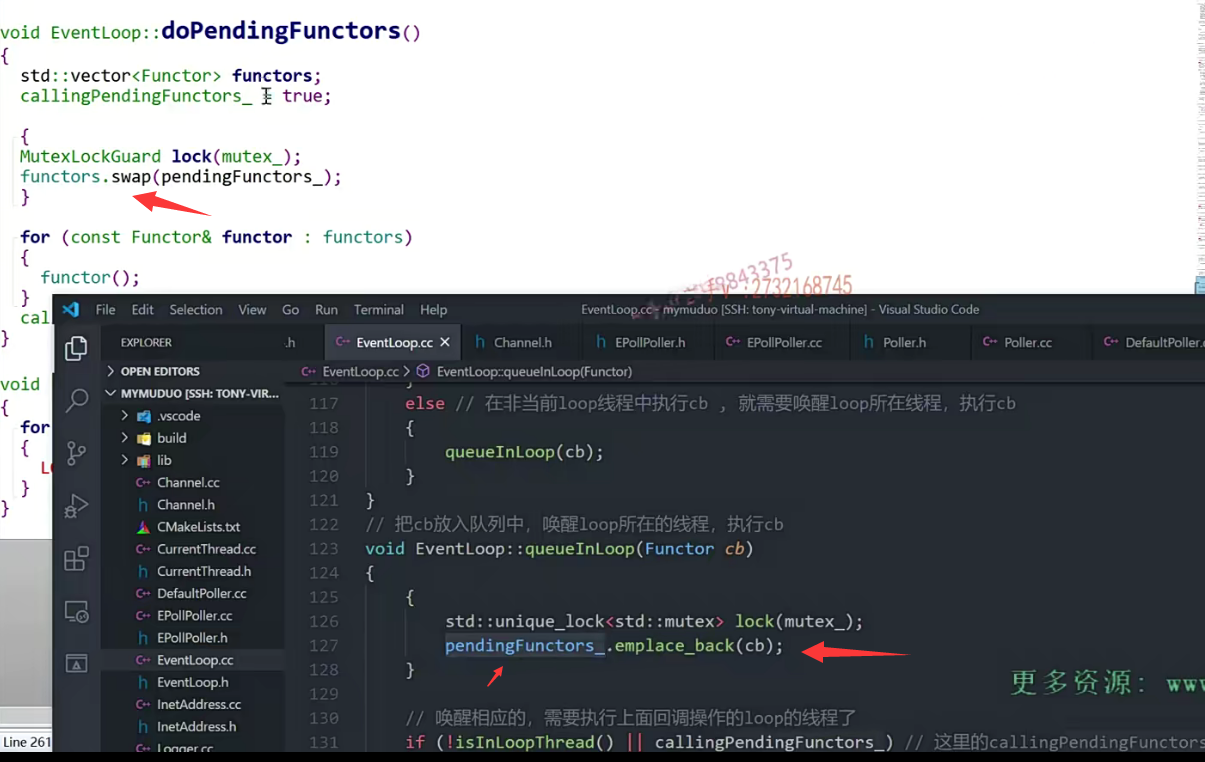 void EventLoop::doPendingFunctors()
{
std::vector<Functor> functors;
callingPendingFunctors_ = true;
{
MutexLockGuard lock(mutex_);
functors.swap(pendingFunctors_);
}
for (const Functor& functor : functors)
{
functor();
}
cal
}
void
{
for
{
LO
}
}
Line 261
:2732168745
File Edit Selection View Go Run Terminal Help
EventLoop.cc - mymuduo [SSH: tony-virtual-machine] - Visual Studio Code
EXPLORER
.h
EventLoop.cc
Channel.h
EPollPoller.h
EPollPoller.cc
Poller.h
Poller.cc
DefaultPoller.c
OPEN EDITORS
MYMUDUO [SSH: TONY-VIR...
.vscode
build
lib
Channel.cc
Channel.h
CMakeLists.txt
CurrentThread.cc
CurrentThread.h
DefaultPoller.cc
EPollPoller.cc
EPollPoller.h
EventLoop.cc
EventLoop.h
InetAddress.cc
InetAddress.h
Logger.cc
EventLoop.cc > EventLoop::queueInLoop(Functor)
116 }
117 else // 在非当前loop线程中执行cb ，就需要唤醒loop所在线程，执行cb
118 {
119 queueInLoop(cb);
120 }
121 }
122 // 把cb放入队列中，唤醒loop所在的线程，执行cb
123 void EventLoop::queueInLoop(Functor cb)
124 {
125 {
126 std::unique_lock<std::mutex> lock(mutex_);
127 pendingFunctors_.emplace_back(cb);
128 }
129
130 // 唤醒相应的，需要执行上面回调操作的loop的线程了
131 if (!isInLoopThread() || callingPendingFunctors_) // 这里的callingPendingFunctors
更多资源：www